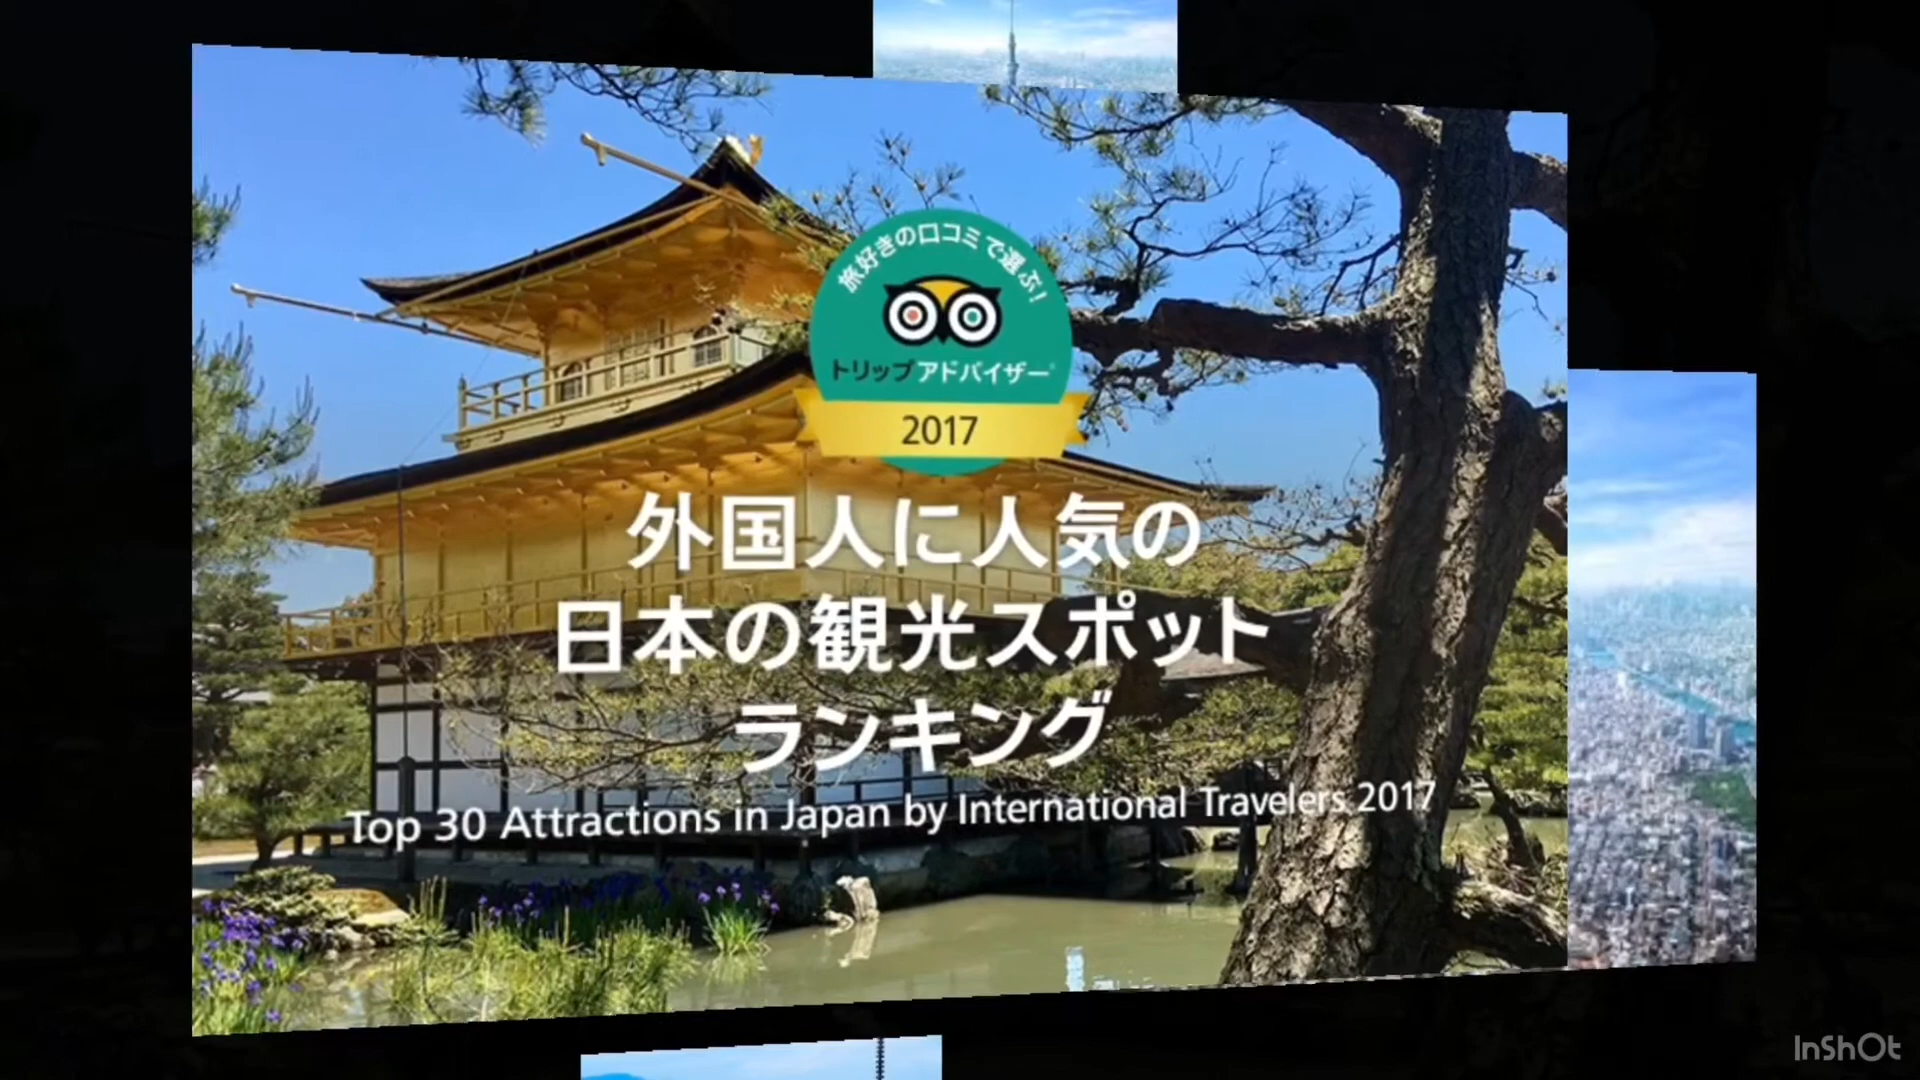 旅好きの口コミで選ぶ!
トリップアドバイザー
2017
外国人に人気の
日本の観光スポット
ランキング
Top 30 Attractions in Japan by International Travelers 2017
InShOt